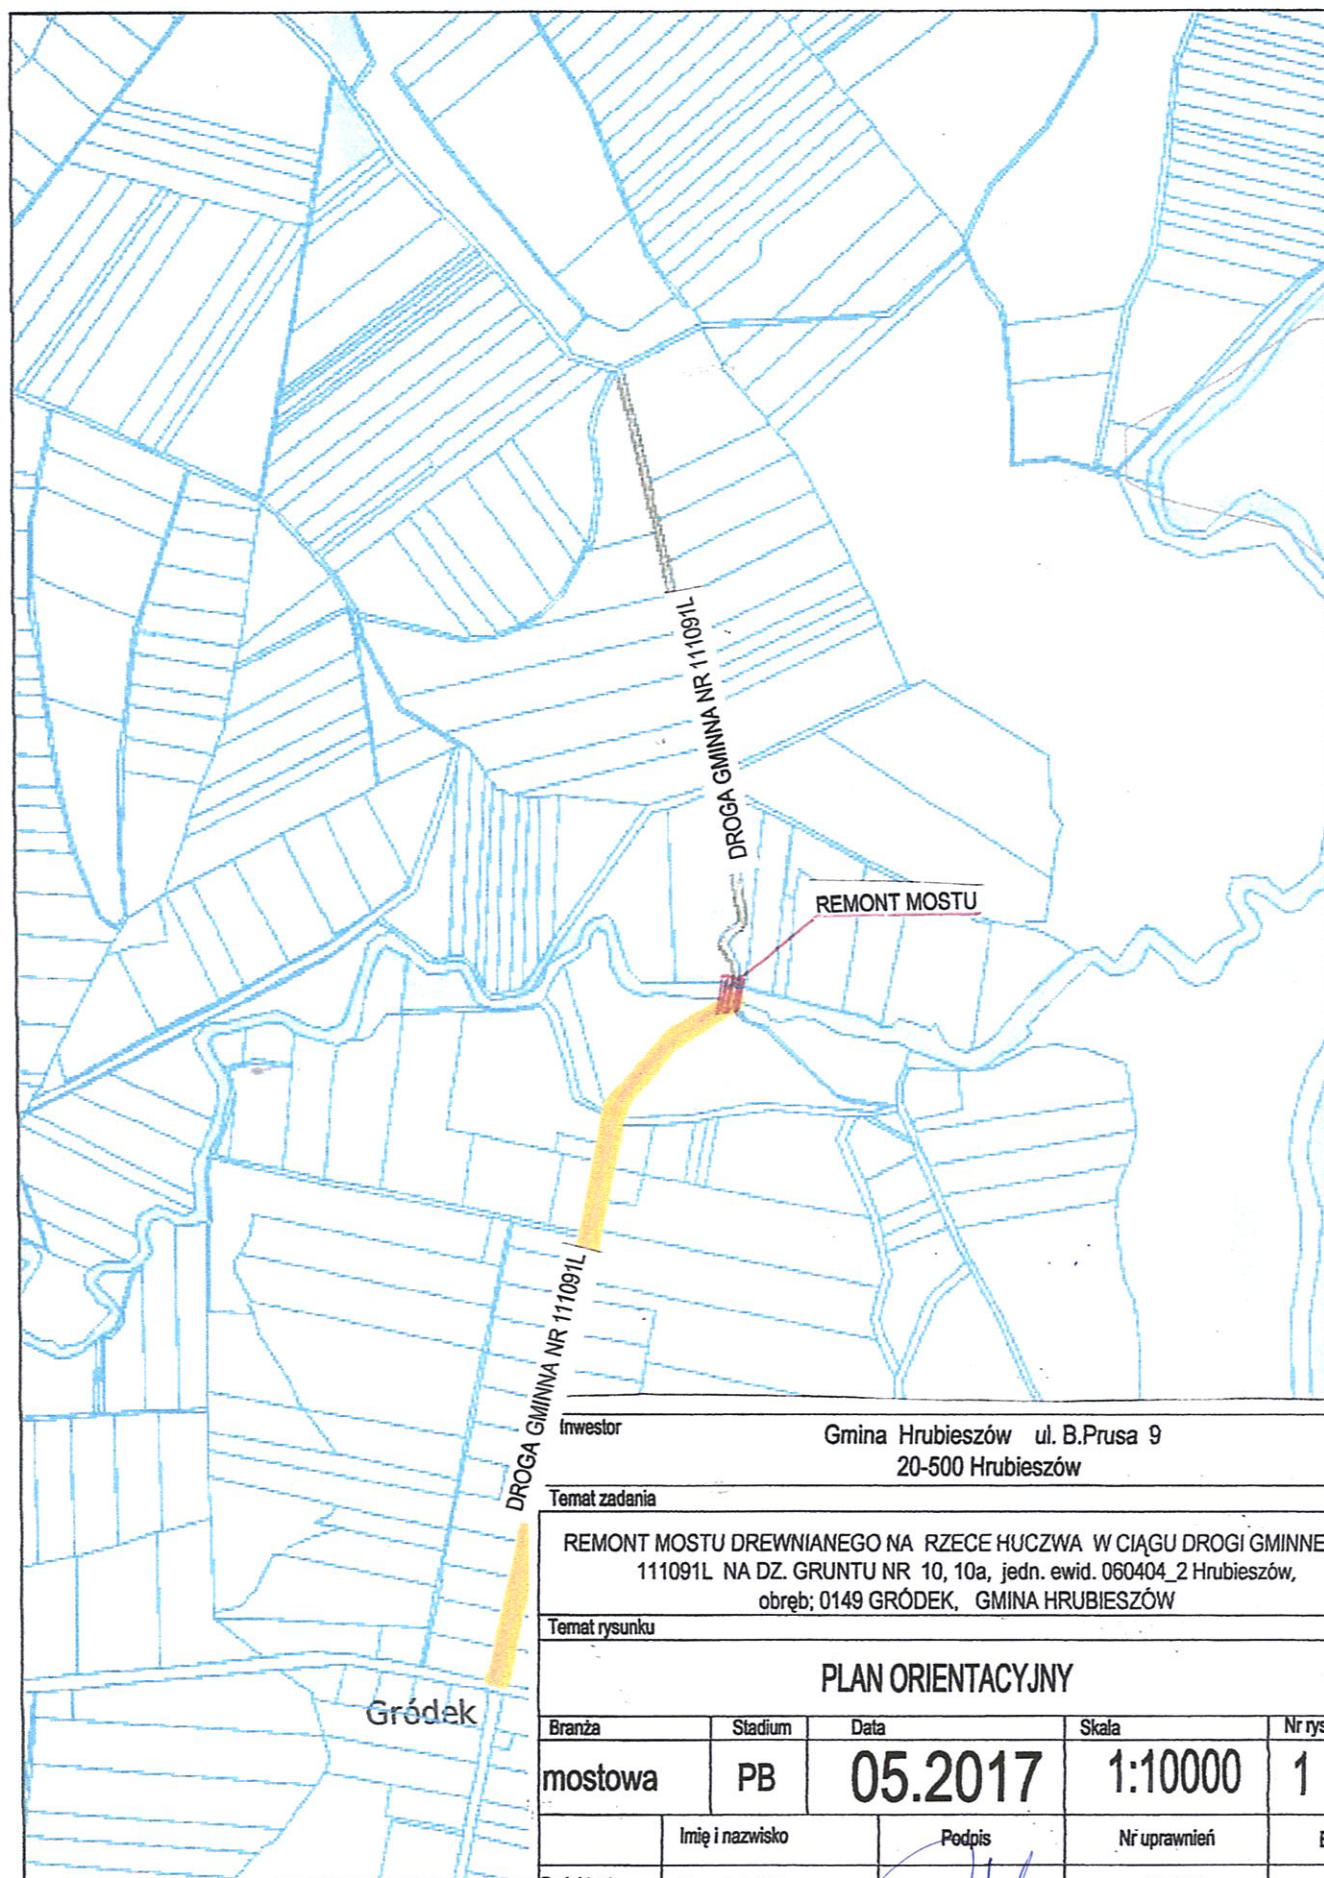 DROGA GMINNA NR 111091L
REMONT MOSTU
DROGA GMINNA NR 111091L
Gródek
Inwestor
Gmina Hrubieszów ul. B.Prusa 9
20-500 Hrubieszów
Temat zadania
REMONT MOSTU DREWNIANEGO NA RZECE HUCZWA W CIĄGU DROGI GMINNE
111091L NA DZ. GRUNTU NR 10, 10a, jedn. ewid. 060404_2 Hrubieszów,
obręb; 0149 GRÓDEK, GMINA HRUBIESZÓW
Temat rysunku
PLAN ORIENTACYJNY
Branża Stadium Data Skala Nr rys
mostowa PB 05.2017 1:10000 1
Imię i nazwisko Podpis Nr uprawnień